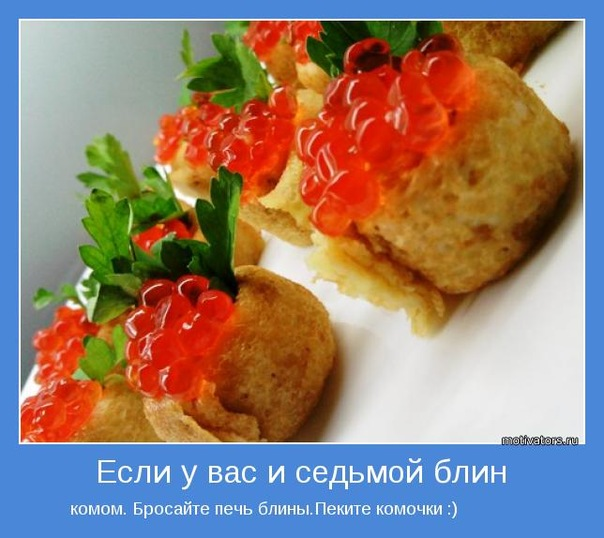 motivators.ru
Если у вас и седьмой блин
комом. Бросайте печь блины.Пеките комочки :)